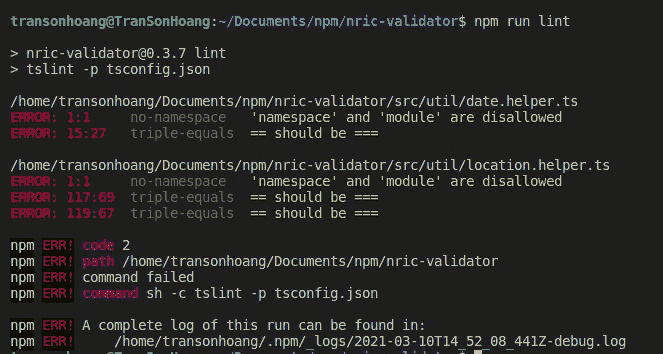 transonhoang@TranSonHoang:~/Documents/npm/nric-validator$ npm run lint
> nric-validator@0.3.7 lint
> tslint -p tsconfig.json
/home/transonhoang/Documents/npm/nric-validator/src/util/date.helper.ts
ERROR: 1:1 no-namespace 'namespace' and 'module' are disallowed
ERROR: 15:27 triple-equals == should be ===
/home/transonhoang/Documents/npm/nric-validator/src/util/location.helper.ts
ERROR: 1:1 no-namespace 'namespace' and 'module' are disallowed
ERROR: 117:69 triple-equals == should be ===
ERROR: 119:67 triple-equals == should be ===
npm ERR! code 2
npm ERR! path /home/transonhoang/Documents/npm/nric-validator
npm ERR! command failed
npm ERR! command sh -c tslint -p tsconfig.json
npm ERR! A complete log of this run can be found in:
npm ERR! /home/transonhoang/.npm/_logs/2021-03-10T14_52_08_441Z-debug.log